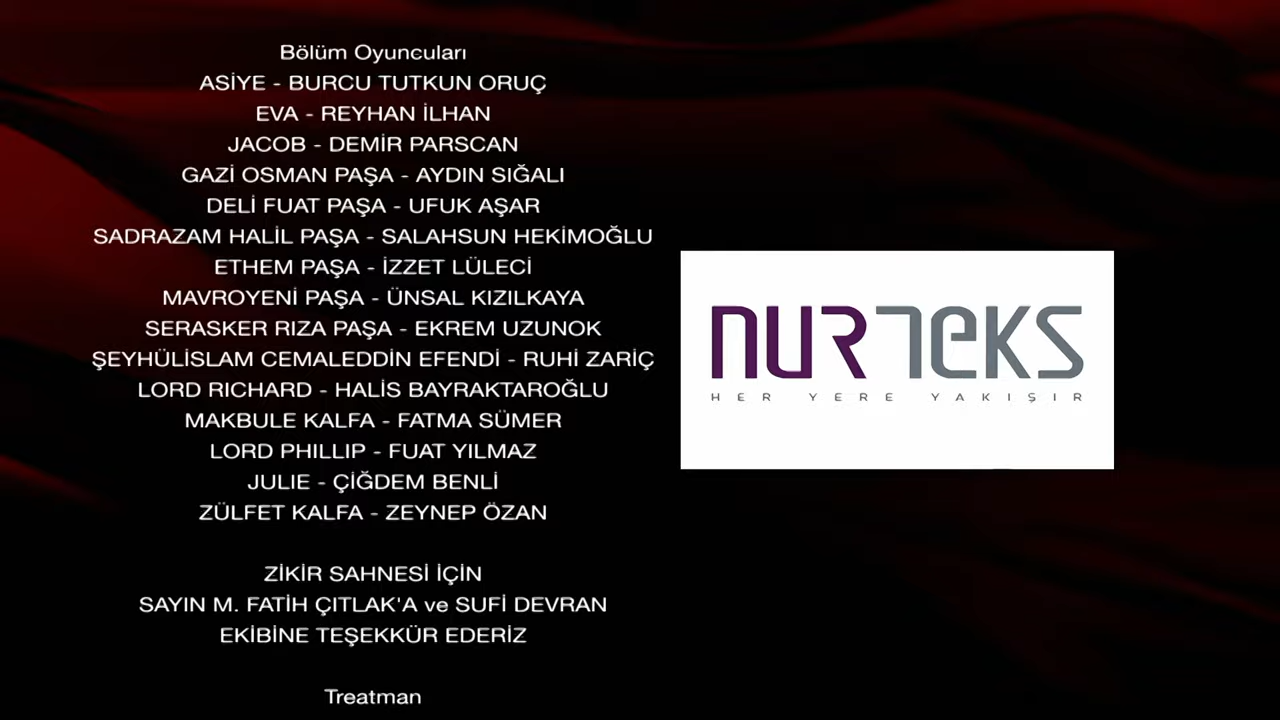 Bölüm Oyuncuları
ASİYE - BURCU TUTKUN ORUÇ
EVA - REYHAN İLHAN
JACOB - DEMİR PARSCAN
GAZİ OSMAN PAŞA - AYDIN SIĞALI
DELİ FUAT PAŞA - UFUK AŞAR
SADRAZAM HALİL PAŞA - SALAHSUN HEKİMOĞLU
ETHEM PAŞA - İZZET LÜLECİ
MAVROYENİ PAŞA - ÜNSAL KIZILKAYA
SERASKER RIZA PAŞA - EKREM UZUNOK
ŞEYHÜLİSLAM CEMALEDDİN EFENDİ - RUHİ ZARİÇ
LORD RICHARD - HALİS BAYRAKTAROĞLU
MAKBULE KALFA - FATMA SÜMER
LORD PHILLIP - FUAT YILMAZ
JULIE - ÇİĞDEM BENLİ
ZÜLFET KALFA - ZEYNEP ÖZAN
ZİKİR SAHNESİ İÇİN
SAYIN M. FATİH ÇITLAK'A ve SUFİ DEVRAN
EKİBİNE TEŞEKKÜR EDERİZ
Treatman
NURTEKS
HER YERE YAKIŞIR